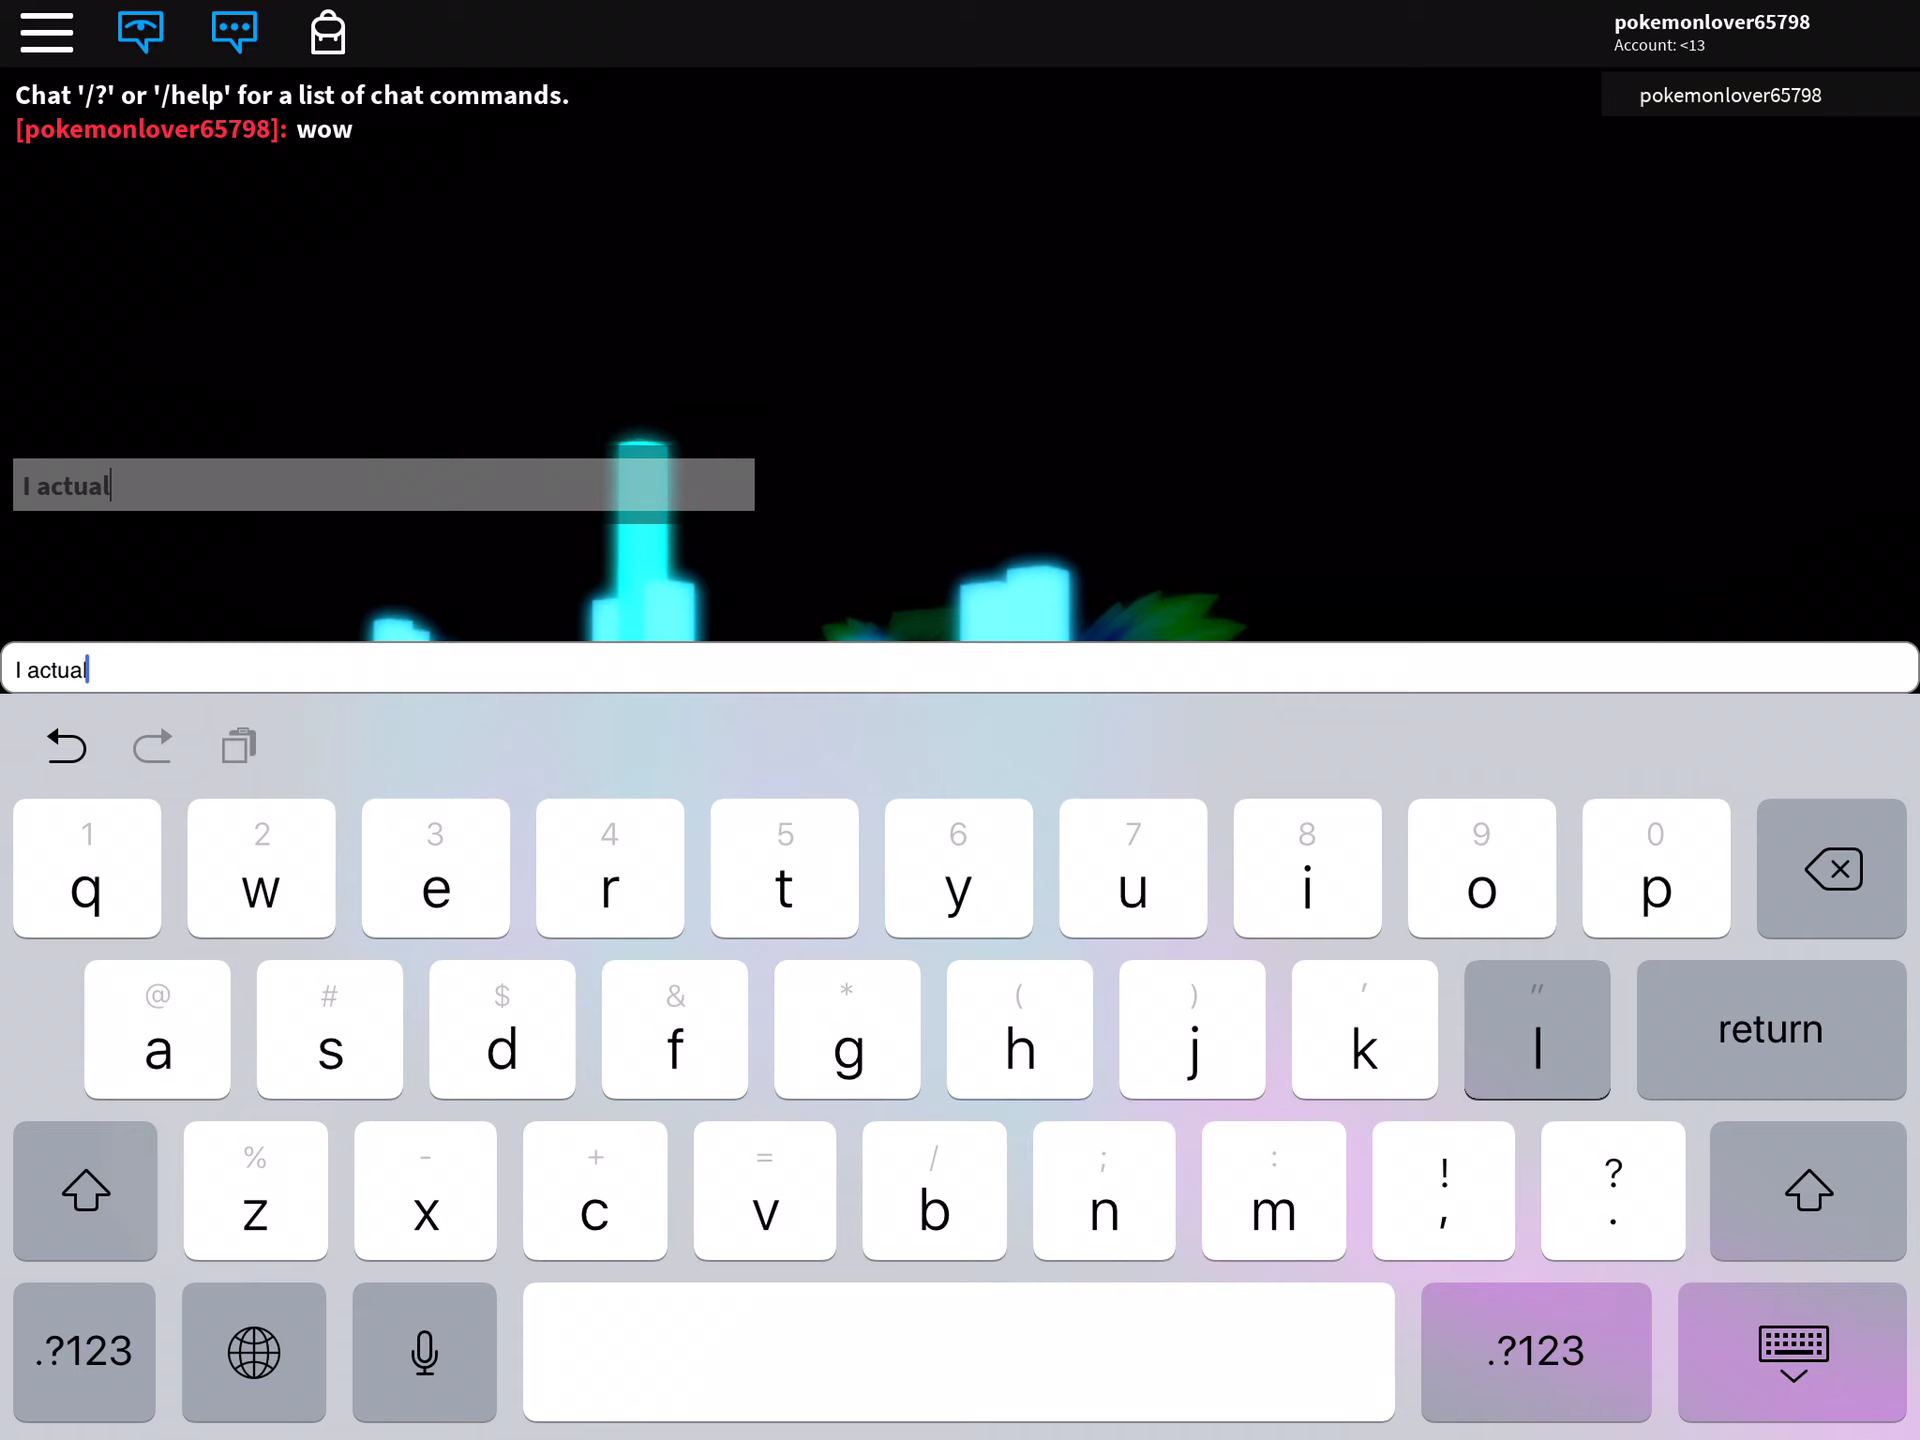 pokemonlover65798
Account: <13
pokemonlover65798
Chat '/?' or '/help' for a list of chat commands.
[pokemonlover65798]: wow
I actual
I actual
1 2 3 4 5 6 7 8 9 0
q w e r t y u i o p
@ # $ & * ( ) ' "
a s d f g h j k l return
% - + = / ; : ! ?
z x c v b n m , .
.?123 .?123